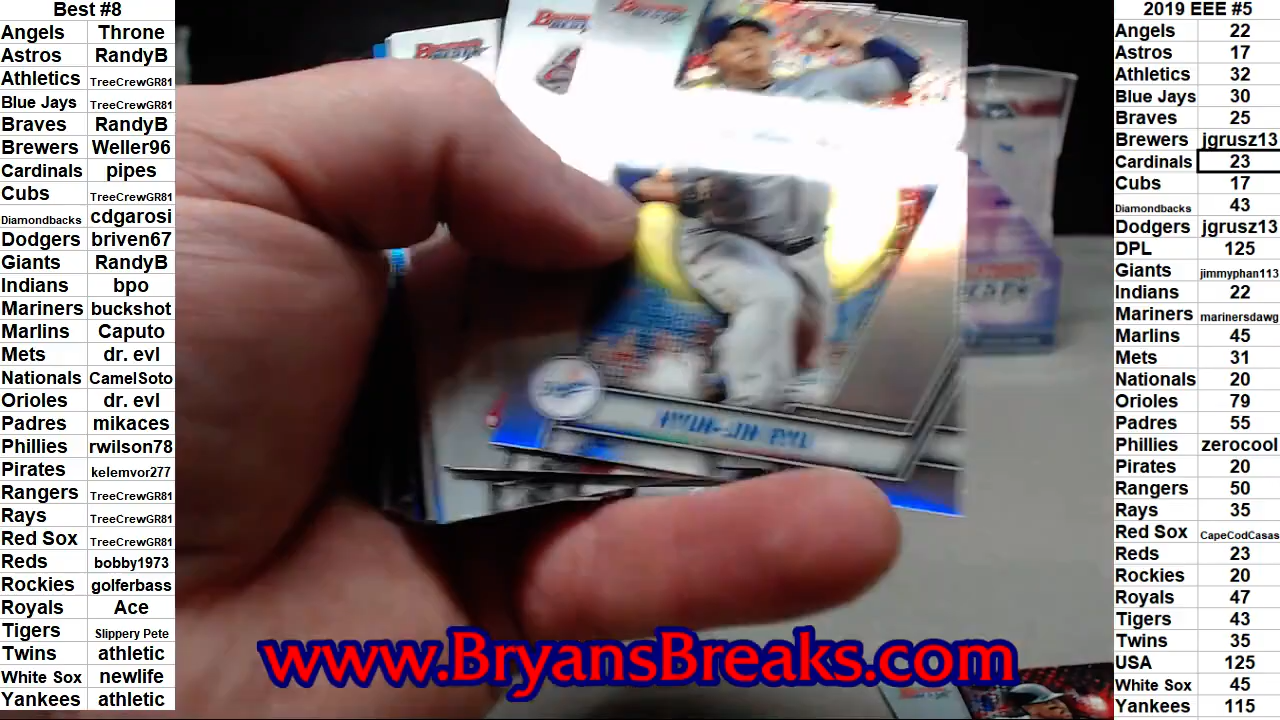 Best #8
Angels Throne
Astros RandyB
Athletics TreeCrewGR81
Blue Jays TreeCrewGR81
Braves RandyB
Brewers Weller96
Cardinals pipes
Cubs TreeCrewGR81
Diamondbacks cdgarosi
Dodgers briven67
Giants RandyB
Indians bpo
Mariners buckshot
Marlins Caputo
Mets dr. evl
Nationals CamelSoto
Orioles dr. evl
Padres mikaces
Phillies rwilson78
Pirates kelemvor277
Rangers TreeCrewGR81
Rays TreeCrewGR81
Red Sox TreeCrewGR81
Reds bobby1973
Rockies golferbass
Royals Ace
Tigers Slippery Pete
Twins athletic
White Sox newlife
Yankees athletic
HYUN-JIN RYU
www.BryansBreaks.com
2019 EEE #5
Angels 22
Astros 17
Athletics 32
Blue Jays 30
Braves 25
Brewers jgrusz13
Cardinals 23
Cubs 17
Diamondbacks 43
Dodgers jgrusz13
DPL 125
Giants jimmyphan113
Indians 22
Mariners marinersdawg
Marlins 45
Mets 31
Nationals 20
Orioles 79
Padres 55
Phillies zerocool
Pirates 20
Rangers 50
Rays 35
Red Sox CapeCodCasas
Reds 23
Rockies 20
Royals 47
Tigers 43
Twins 35
USA 125
White Sox 45
Yankees 115